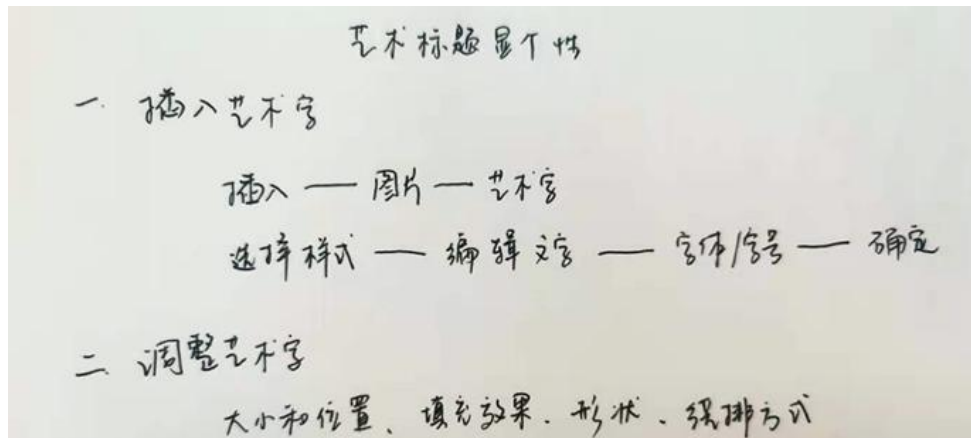 艺术标题显个性
一. 插入艺术字
插入 — 图片 — 艺术字
选择样式 — 编辑文字 — 字体/字号 — 确定
二. 调整艺术字
大小和位置、填充效果、形状、绕排方式